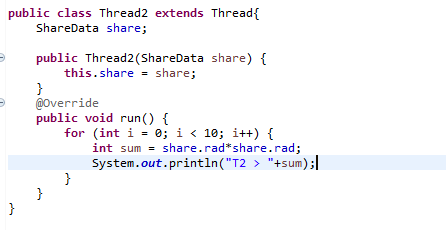 public class Thread2 extends Thread{
    ShareData share;

    public Thread2(ShareData share) {
        this.share = share;
    }
    @Override
    public void run() {
        for (int i = 0; i < 10; i++) {
            int sum = share.rad*share.rad;
            System.out.println("T2 > "+sum);
        }
    }
}